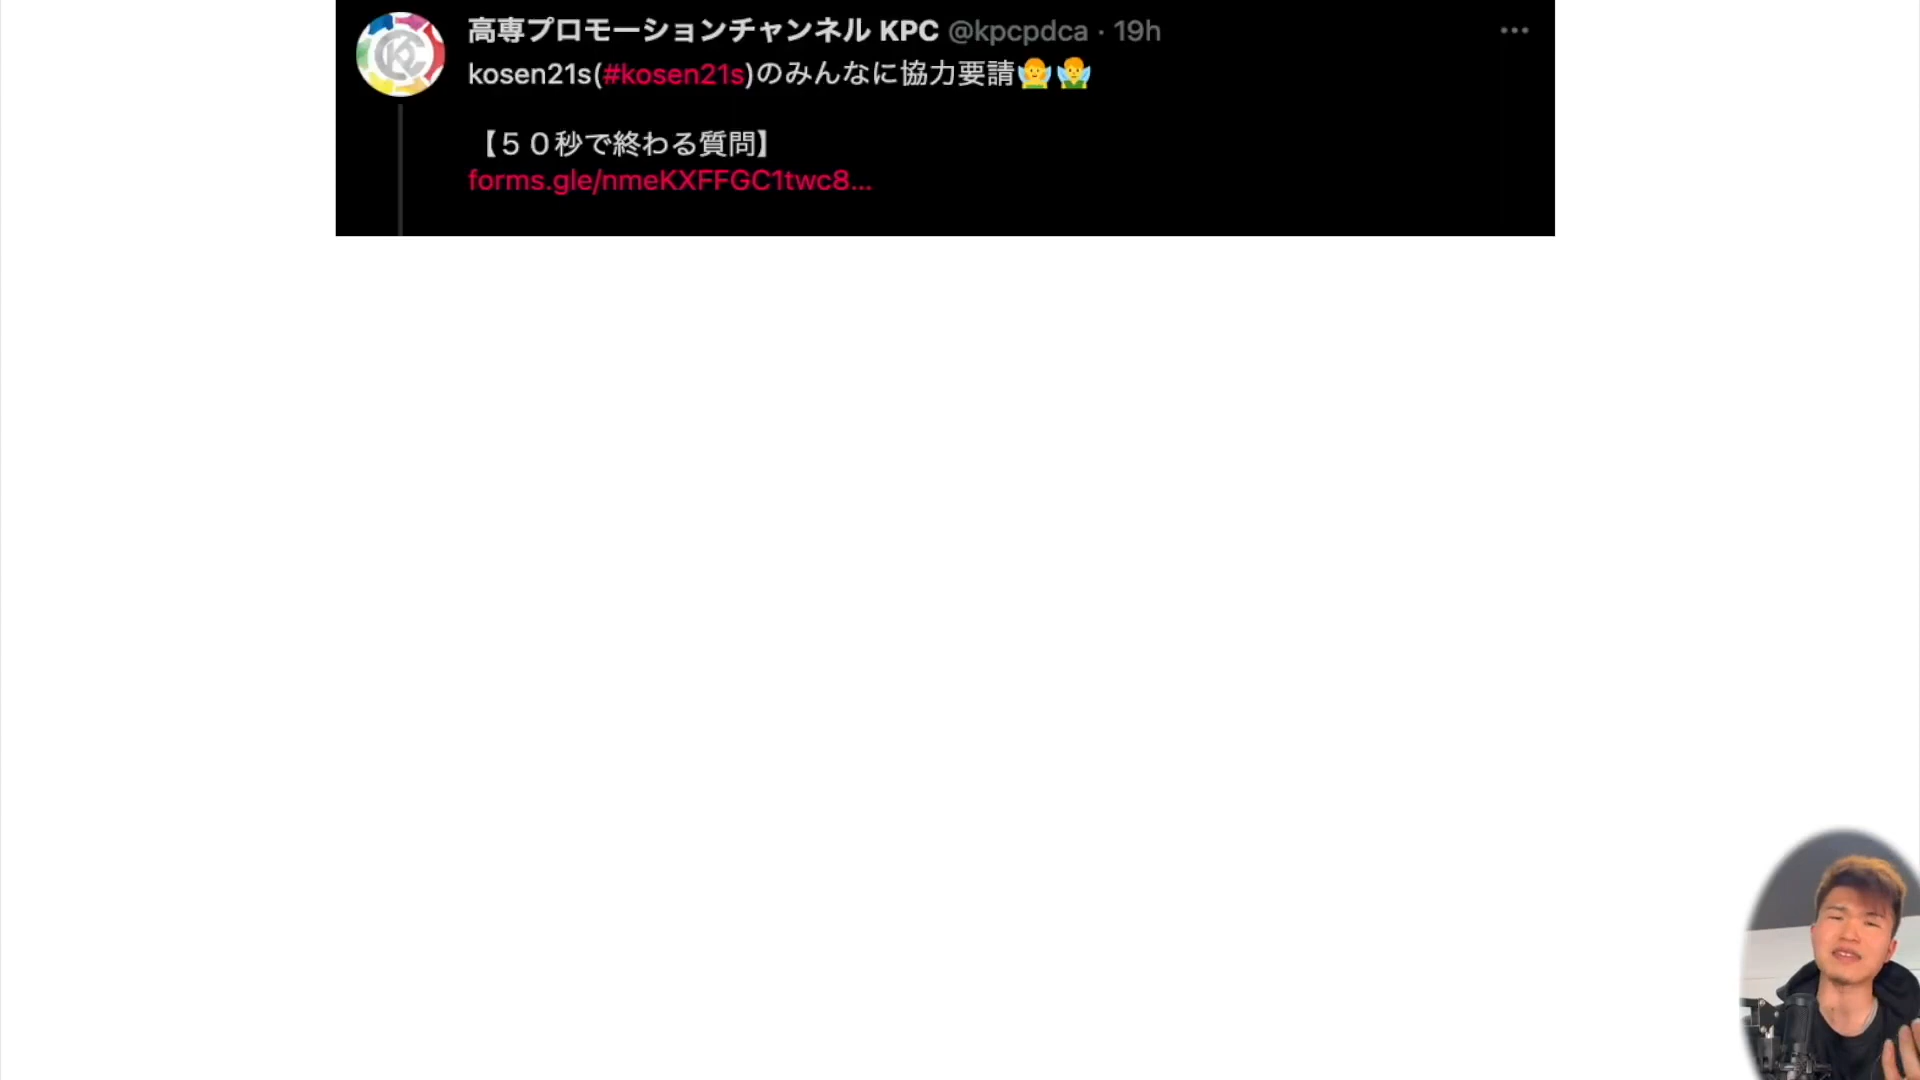 高専プロモーションチャンネル KPC @kpcpdca · 19h
kosen21s(#kosen21s)のみんなに協力要請🧚🧚‍♂️
【５０秒で終わる質問】
forms.gle/nmeKXFFGC1twc8…
KC